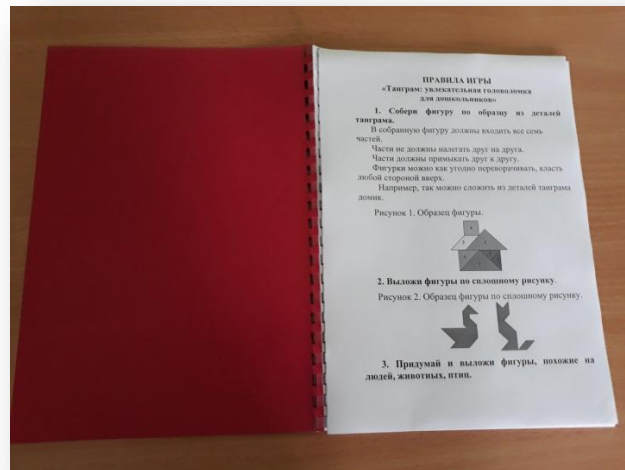 ПРАВИЛА ИГРЫ
«Танграм: увлекательная головоломка
для дошкольников»
1. Собери фигуру по образцу из деталей
танграма.
В собранную фигуру должны входить все семь
частей.
Части не должны налегать друг на друга.
Части должны примыкать друг к другу.
Фигурки можно как угодно переворачивать, класть
любой стороной вверх.
Например, так можно сложить из деталей танграма
домик.
Рисунок 1. Образец фигуры.
2. Выложи фигуры по сплошному рисунку.
Рисунок 2. Образец фигуры по сплошному рисунку.
3. Придумай и выложи фигуры, похожие на
людей, животных, птиц.